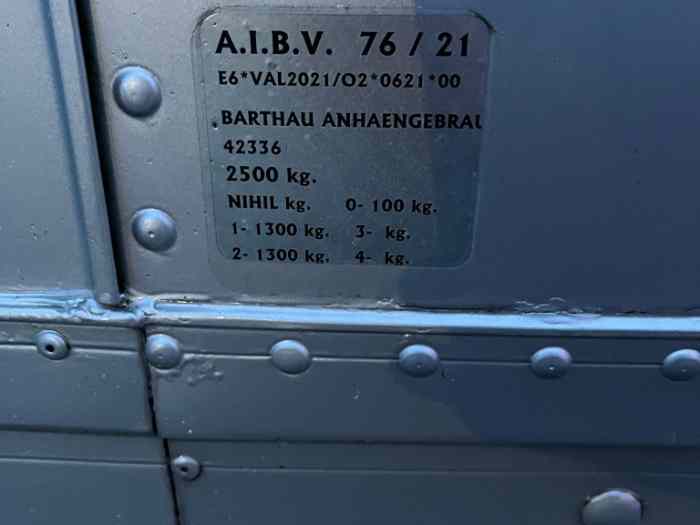 A.I.B.V. 76 / 21
E6*VAL2021/O2*0621*00
BARTHAU ANHAENGEBRAU
42336
2500 kg.
NIHIL kg. 0- 100 kg.
1- 1300 kg. 3- kg.
2- 1300 kg. 4- kg.